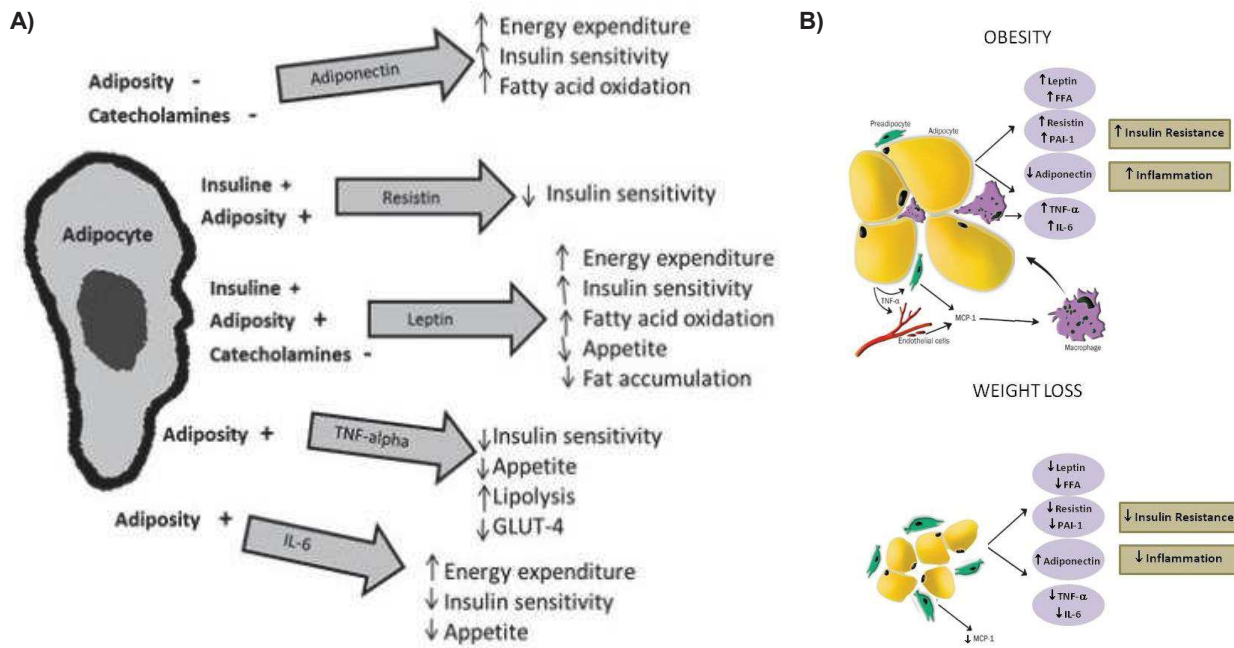 A)
Adiposity -
Catecholamines -
Adiponectin
↑ Energy expenditure
↑ Insulin sensitivity
↑ Fatty acid oxidation
Adipocyte
Insuline +
Adiposity +
Resistin
↓ Insulin sensitivity
Insuline +
Adiposity +
Catecholamines -
Leptin
↑ Energy expenditure
↑ Insulin sensitivity
↑ Fatty acid oxidation
↓ Appetite
↓ Fat accumulation
Adiposity +
TNF-alpha
↓ Insulin sensitivity
↓ Appetite
↑ Lipolysis
↓ GLUT-4
Adiposity +
IL-6
↑ Energy expenditure
↓ Insulin sensitivity
↓ Appetite
B)
OBESITY
Preadipocyte
Adipocyte
↑ Leptin
↑ FFA
↑ Resistin
↑ PAI-1
↓ Adiponectin
↑ TNF-α
↑ IL-6
↑ Insulin Resistance
↑ Inflammation
TNF-α
MCP-1
Endothelial cells
Macrophage
WEIGHT LOSS
↓ Leptin
↓ FFA
↓ Resistin
↓ PAI-1
↑ Adiponectin
↓ TNF-α
↓ IL-6
↓ Insulin Resistance
↓ Inflammation
↓ MCP-1